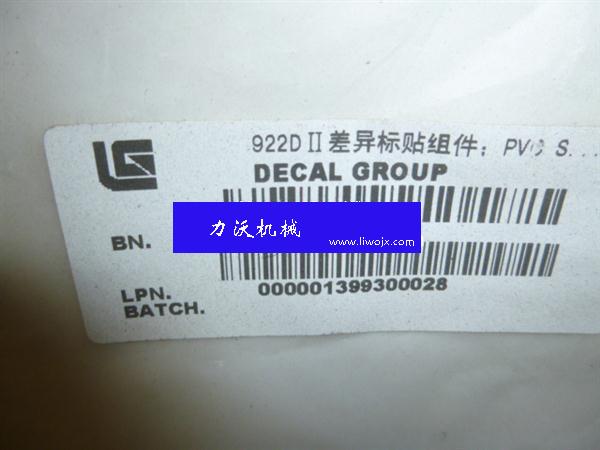 922D II 差异标贴组件; PVC S...
DECAL GROUP
BN.
力沃机械
www.liwojx.com
LPN.
000001399300028
BATCH.